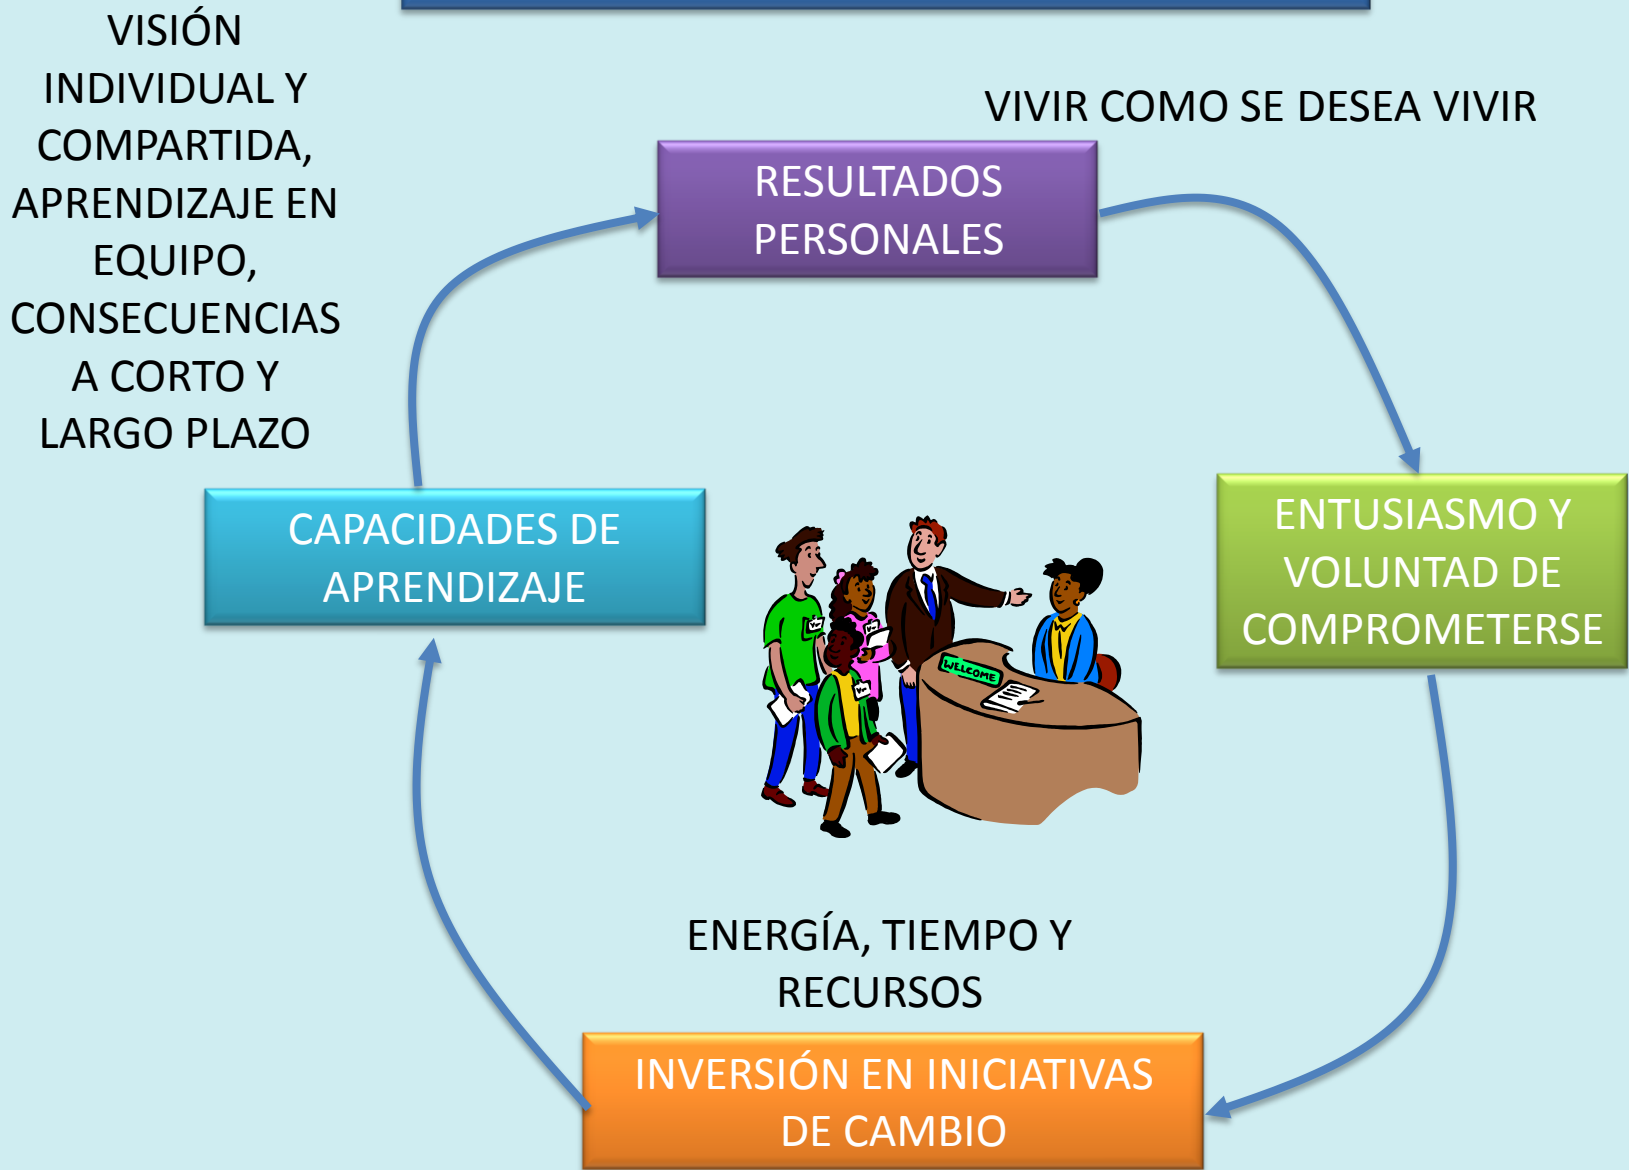 VISIÓN
INDIVIDUAL Y
COMPARTIDA,
APRENDIZAJE EN
EQUIPO,
CONSECUENCIAS
A CORTO Y
LARGO PLAZO
VIVIR COMO SE DESEA VIVIR
RESULTADOS
PERSONALES
CAPACIDADES DE
APRENDIZAJE
ENTUSIASMO Y
VOLUNTAD DE
COMPROMETERSE
WELCOME
ENERGÍA, TIEMPO Y
RECURSOS
INVERSIÓN EN INICIATIVAS
DE CAMBIO